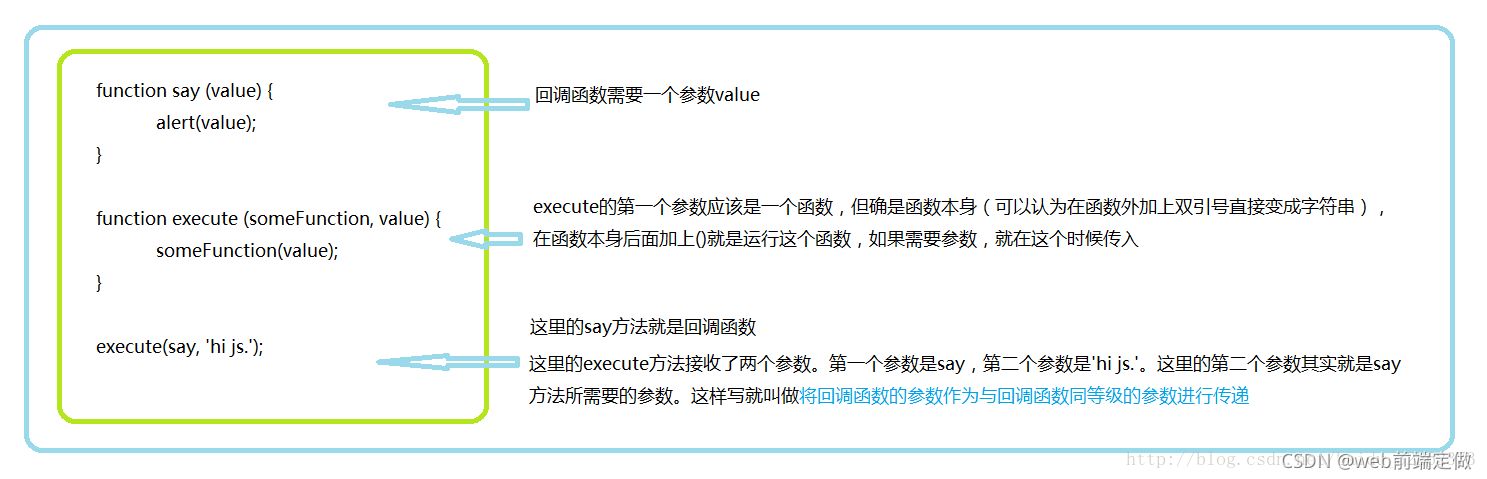 function say (value) {
alert(value);
}
回调函数需要一个参数value
function execute (someFunction, value) {
someFunction(value);
}
execute的第一个参数应该是一个函数，但确是函数本身（可以认为在函数外加上双引号直接变成字符串），
在函数本身后面加上()就是运行这个函数，如果需要参数，就在这个时候传入
execute(say, 'hi js.');
这里的say方法就是回调函数
这里的execute方法接收了两个参数。第一个参数是say，第二个参数是'hi js.'。这里的第二个参数其实就是say
方法所需要的参数。这样写就叫做将回调函数的参数作为与回调函数同等级的参数进行传递
http://blog.csdn
CSDN @web前端定做